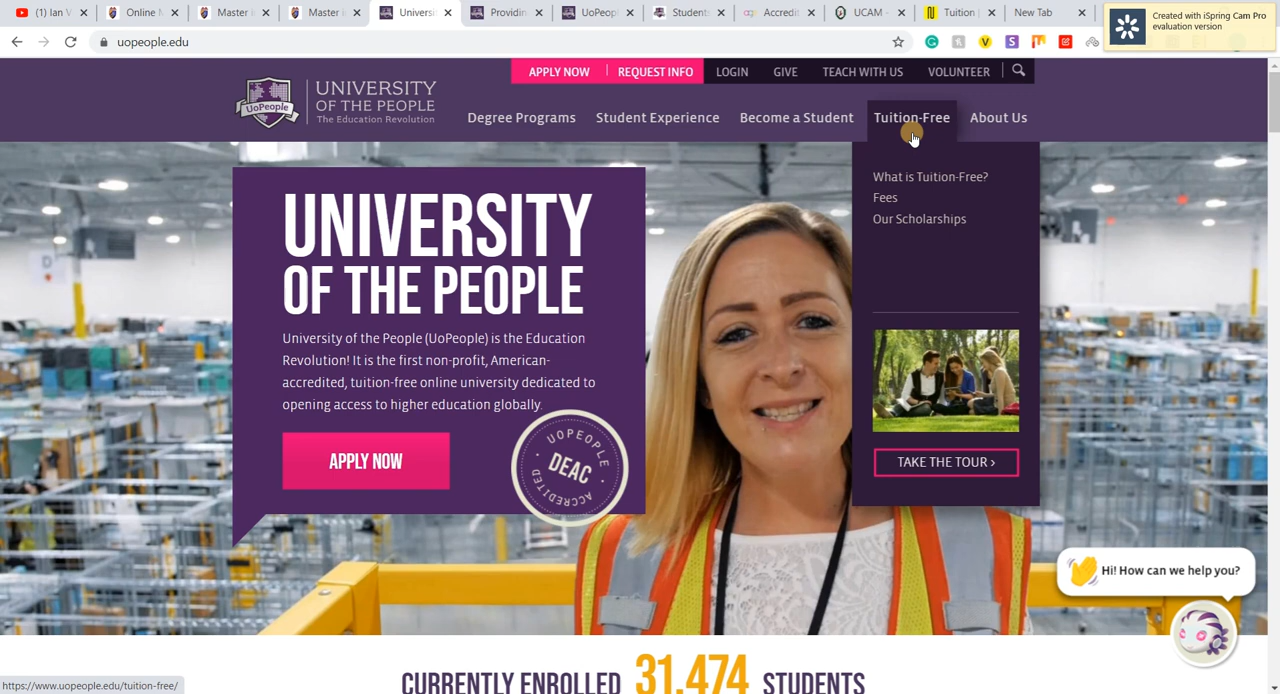 (1) Ian V
Online M
Master i
Master i
Universi
Providin
UoPeopl
Students
Accredit
UCAM -
Tuition
New Tab
Created with iSpring Cam Pro
evaluation version
uopeople.edu
APPLY NOW
REQUEST INFO
LOGIN
GIVE
TEACH WITH US
VOLUNTEER
UoPeople
UNIVERSITY
OF THE PEOPLE
The Education Revolution
Degree Programs
Student Experience
Become a Student
Tuition-Free
About Us
What is Tuition-Free?
Fees
Our Scholarships
TAKE THE TOUR ›
UNIVERSITY
OF THE PEOPLE
University of the People (UoPeople) is the Education
Revolution! It is the first non-profit, American-
accredited, tuition-free online university dedicated to
opening access to higher education globally.
APPLY NOW
UOPEOPLE
DEAC
ACCREDITED
Hi! How can we help you?
CURRENTLY ENROLLED 31,474 STUDENTS
https://www.uopeople.edu/tuition-free/